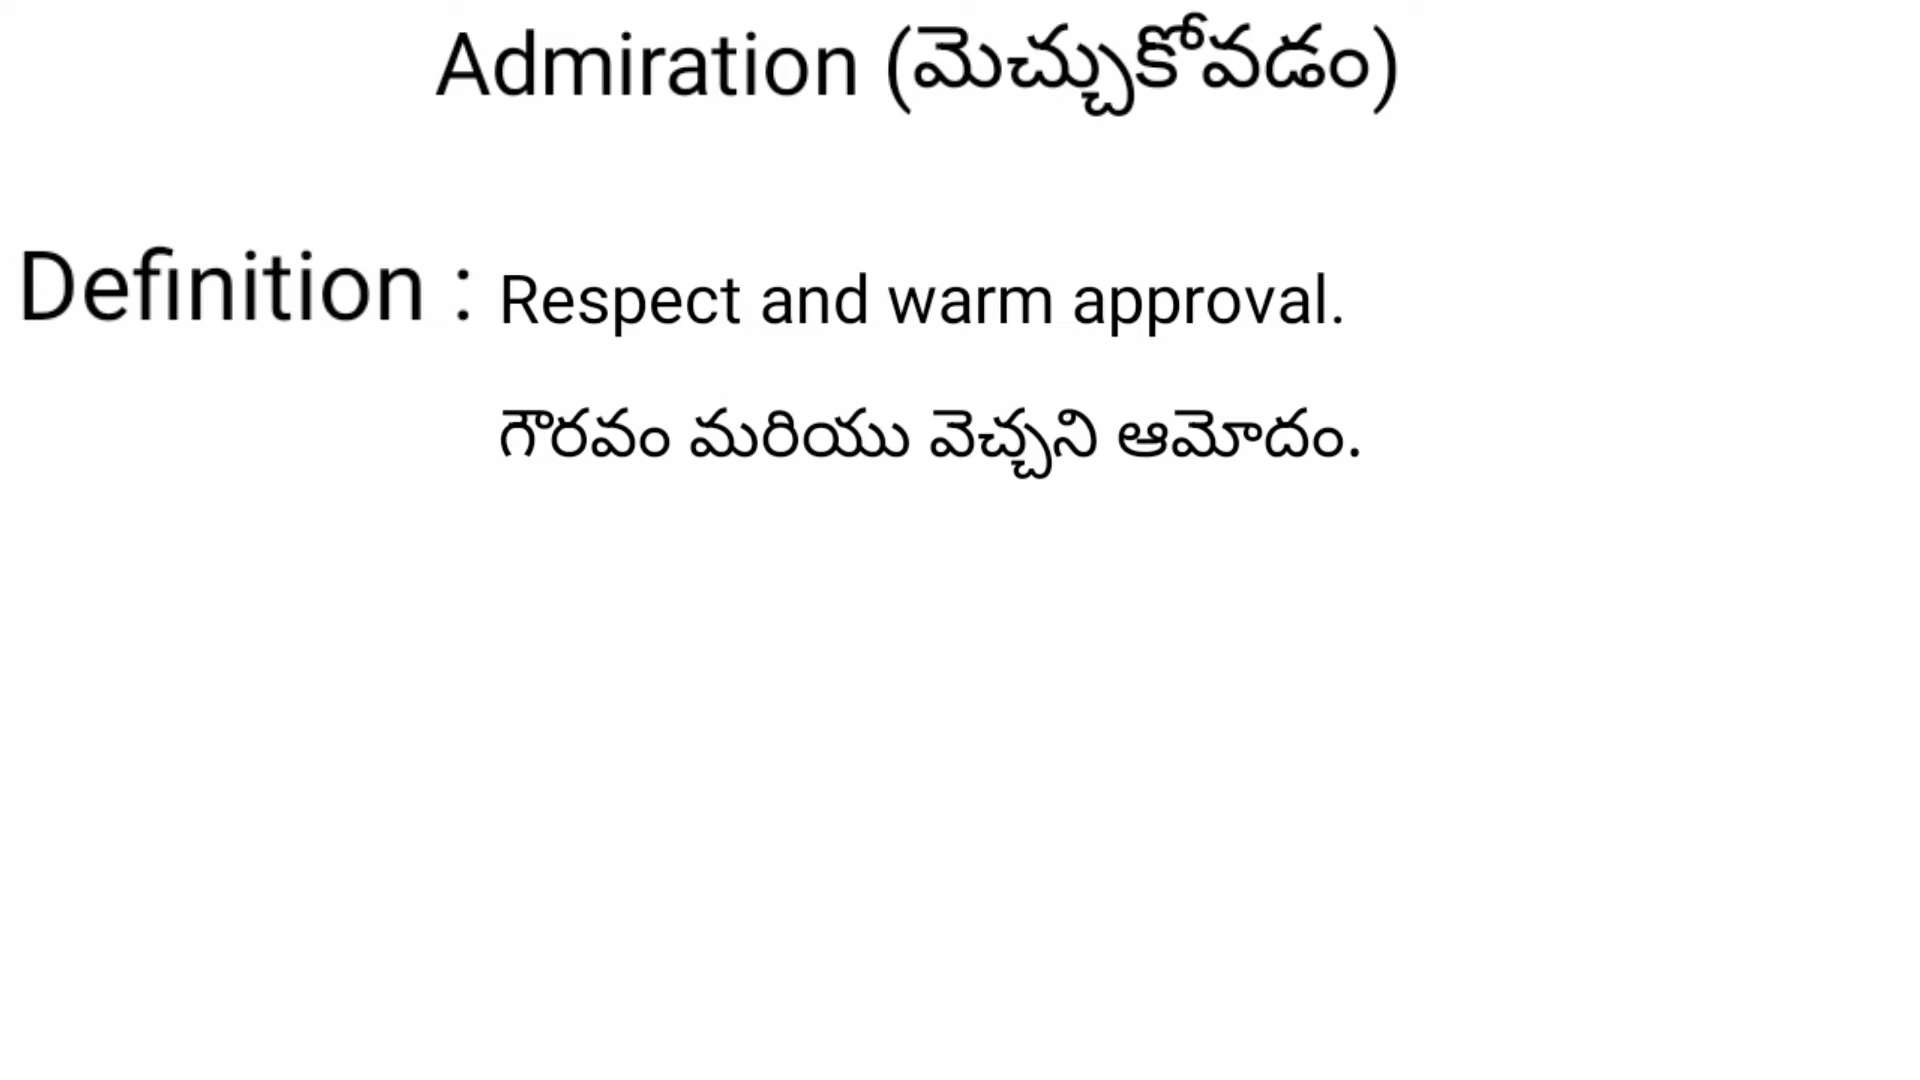 Admiration (మెచ్చుకోవడం)
Definition : Respect and warm approval.
గౌరవం మరియు వెచ్చని ఆమోదం.